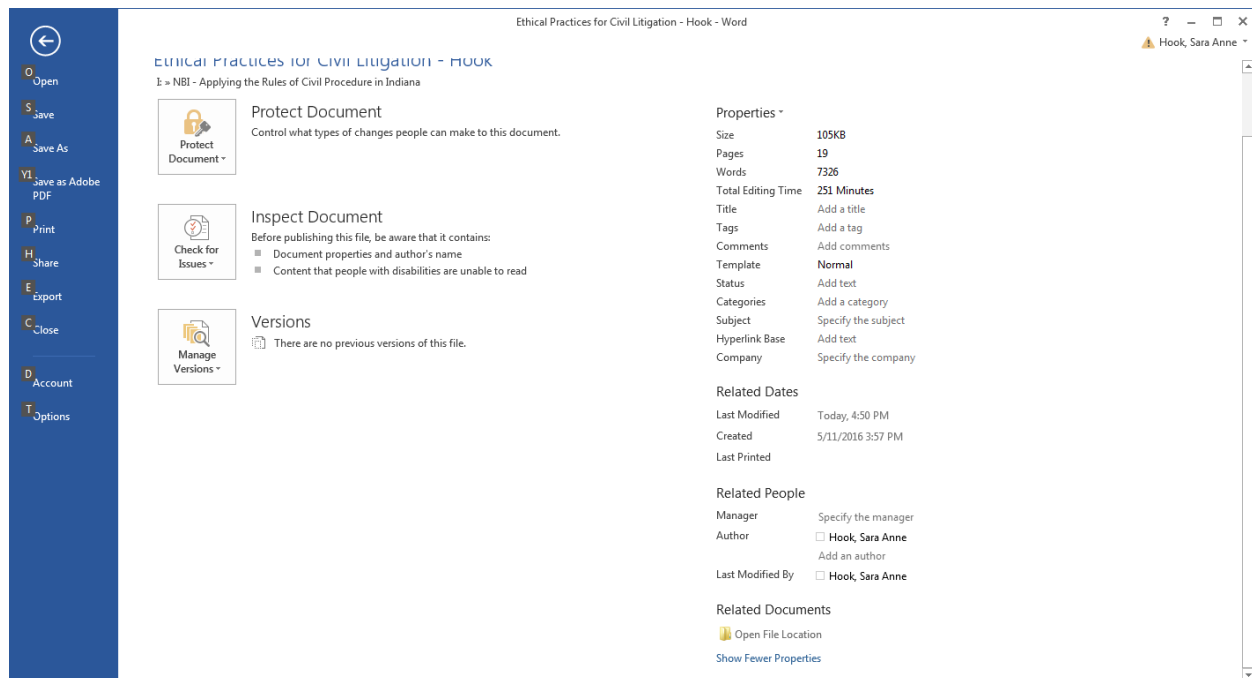 Ethical Practices for Civil Litigation - Hook - Word
?
Hook, Sara Anne
O
Open
S
Save
A
Save As
Y1
Save as Adobe
PDF
P
Print
H
Share
E
Export
C
Close
D
Account
T
Options
Ethical Practices for Civil Litigation - Hook
I: » NBI - Applying the Rules of Civil Procedure in Indiana
Protect
Document
Protect Document
Control what types of changes people can make to this document.
Check for
Issues
Inspect Document
Before publishing this file, be aware that it contains:
Document properties and author's name
Content that people with disabilities are unable to read
Manage
Versions
Versions
There are no previous versions of this file.
Properties
Size 105KB
Pages 19
Words 7326
Total Editing Time 251 Minutes
Title Add a title
Tags Add a tag
Comments Add comments
Template Normal
Status Add text
Categories Add a category
Subject Specify the subject
Hyperlink Base Add text
Company Specify the company
Related Dates
Last Modified Today, 4:50 PM
Created 5/11/2016 3:57 PM
Last Printed
Related People
Manager Specify the manager
Author Hook, Sara Anne
Add an author
Last Modified By Hook, Sara Anne
Related Documents
Open File Location
Show Fewer Properties